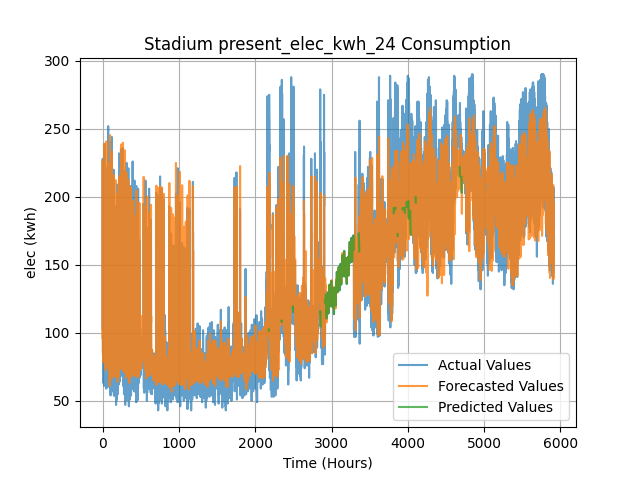 Stadium present_elec_kwh_24 Consumption
300
250
200
150
100
50
elec (kwh)
0
1000
2000
3000
4000
5000
6000
Time (Hours)
Actual Values
Forecasted Values
Predicted Values